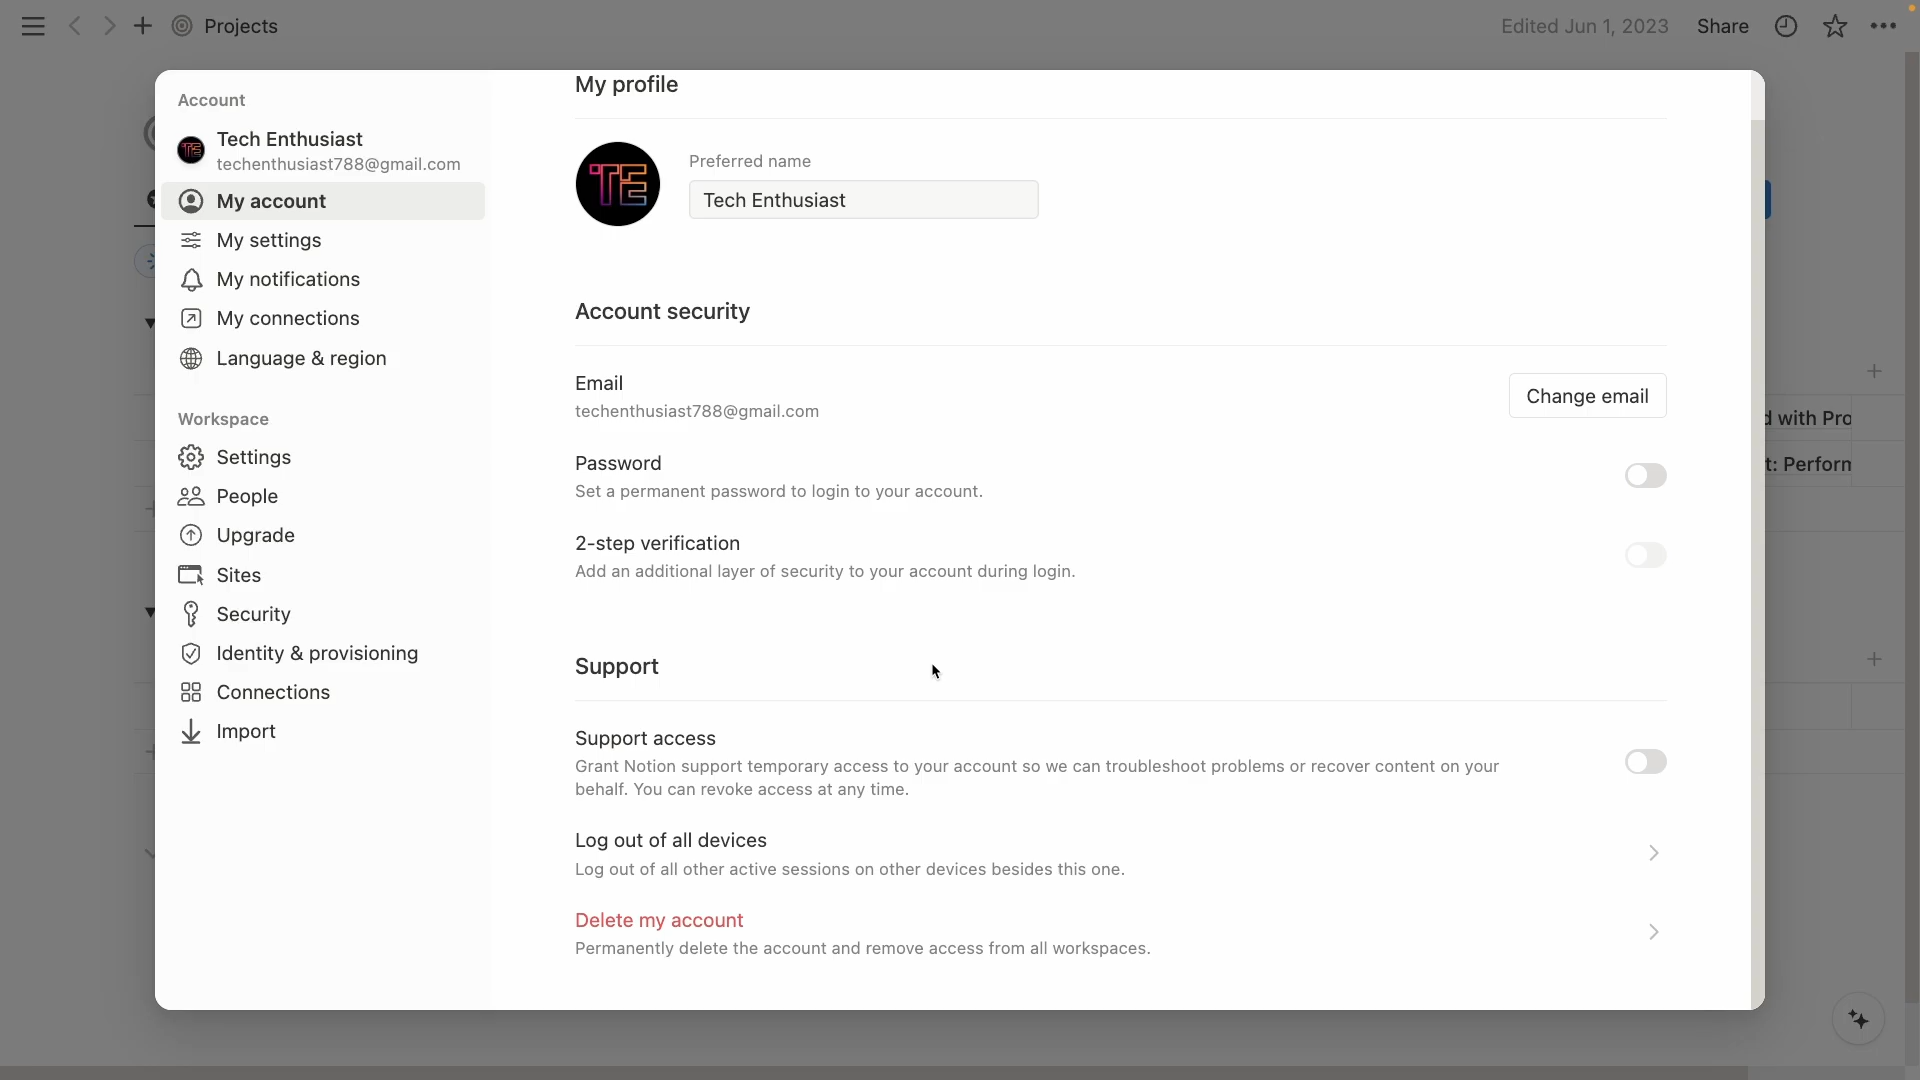 Projects
Edited Jun 1, 2023
Share
Account
Tech Enthusiast
techenthusiast788@gmail.com
My account
My settings
My notifications
My connections
Language & region
Workspace
Settings
People
Upgrade
Sites
Security
Identity & provisioning
Connections
Import
My profile
TE
Preferred name
Tech Enthusiast
Account security
Email
techenthusiast788@gmail.com
Change email
Password
Set a permanent password to login to your account.
2-step verification
Add an additional layer of security to your account during login.
Support
Support access
Grant Notion support temporary access to your account so we can troubleshoot problems or recover content on your
behalf. You can revoke access at any time.
Log out of all devices
Log out of all other active sessions on other devices besides this one.
Delete my account
Permanently delete the account and remove access from all workspaces.
d with Pro
t: Perform